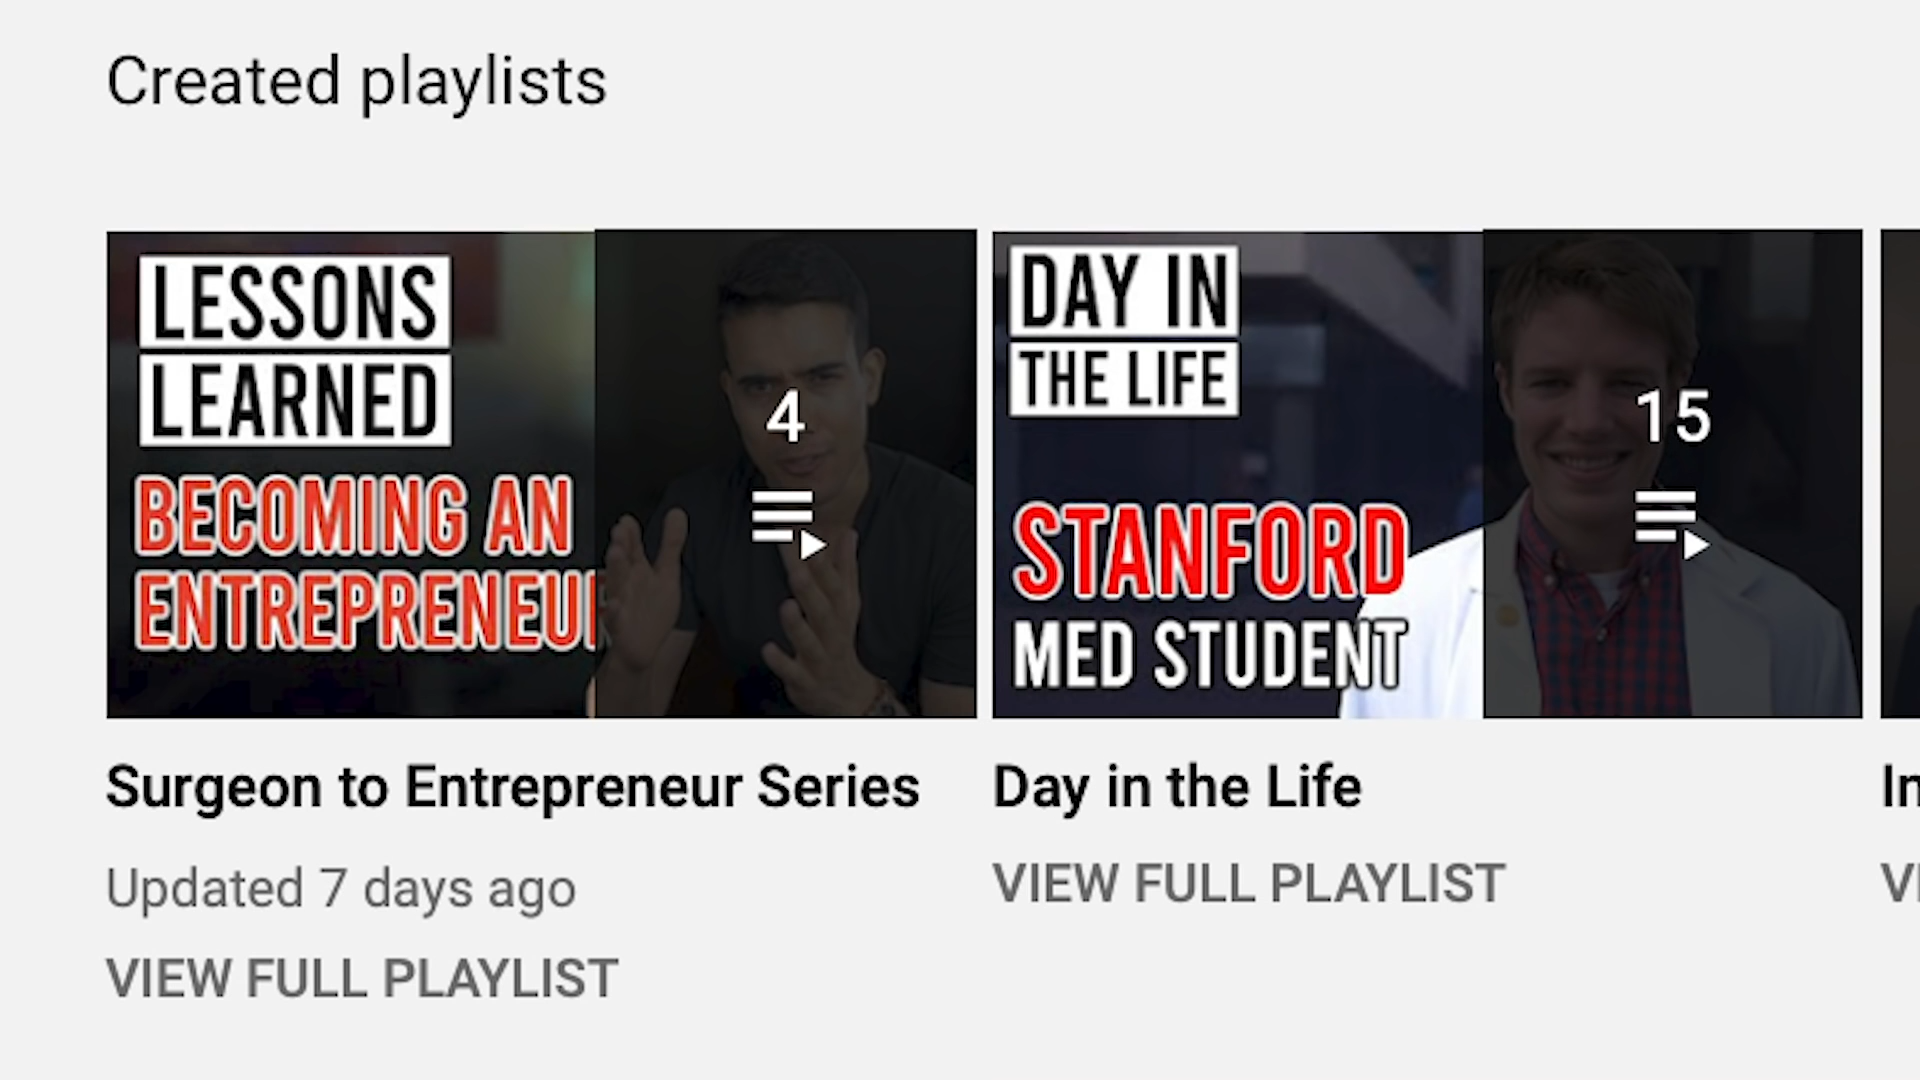 Created playlists
LESSONS
LEARNED
BECOMING AN
ENTREPRENEU
4
DAY IN
THE LIFE
STANFORD
MED STUDENT
15
Surgeon to Entrepreneur Series
Updated 7 days ago
VIEW FULL PLAYLIST
Day in the Life
VIEW FULL PLAYLIST